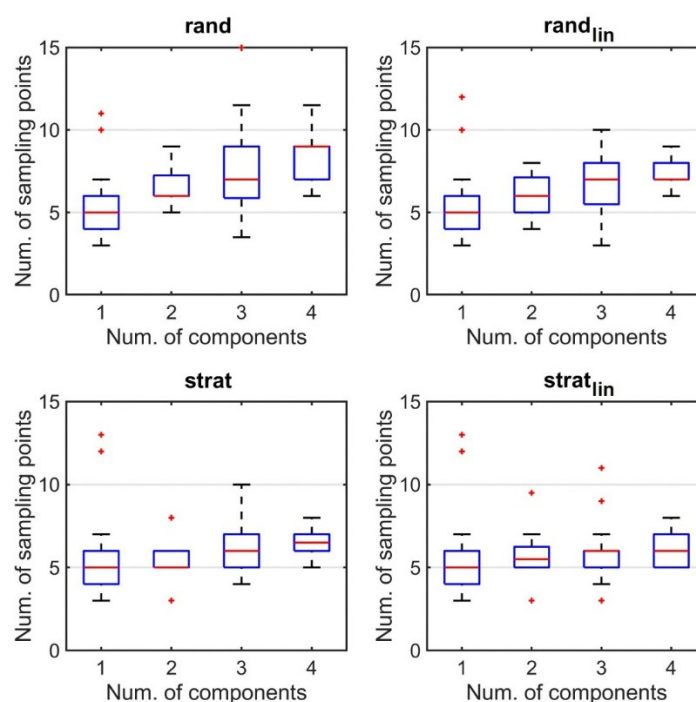 rand
rand_lin
15
10
5
0
Num. of sampling points
1 2 3 4
Num. of components
15
10
5
0
Num. of sampling points
1 2 3 4
Num. of components
strat
strat_lin
15
10
5
0
Num. of sampling points
1 2 3 4
Num. of components
15
10
5
0
Num. of sampling points
1 2 3 4
Num. of components